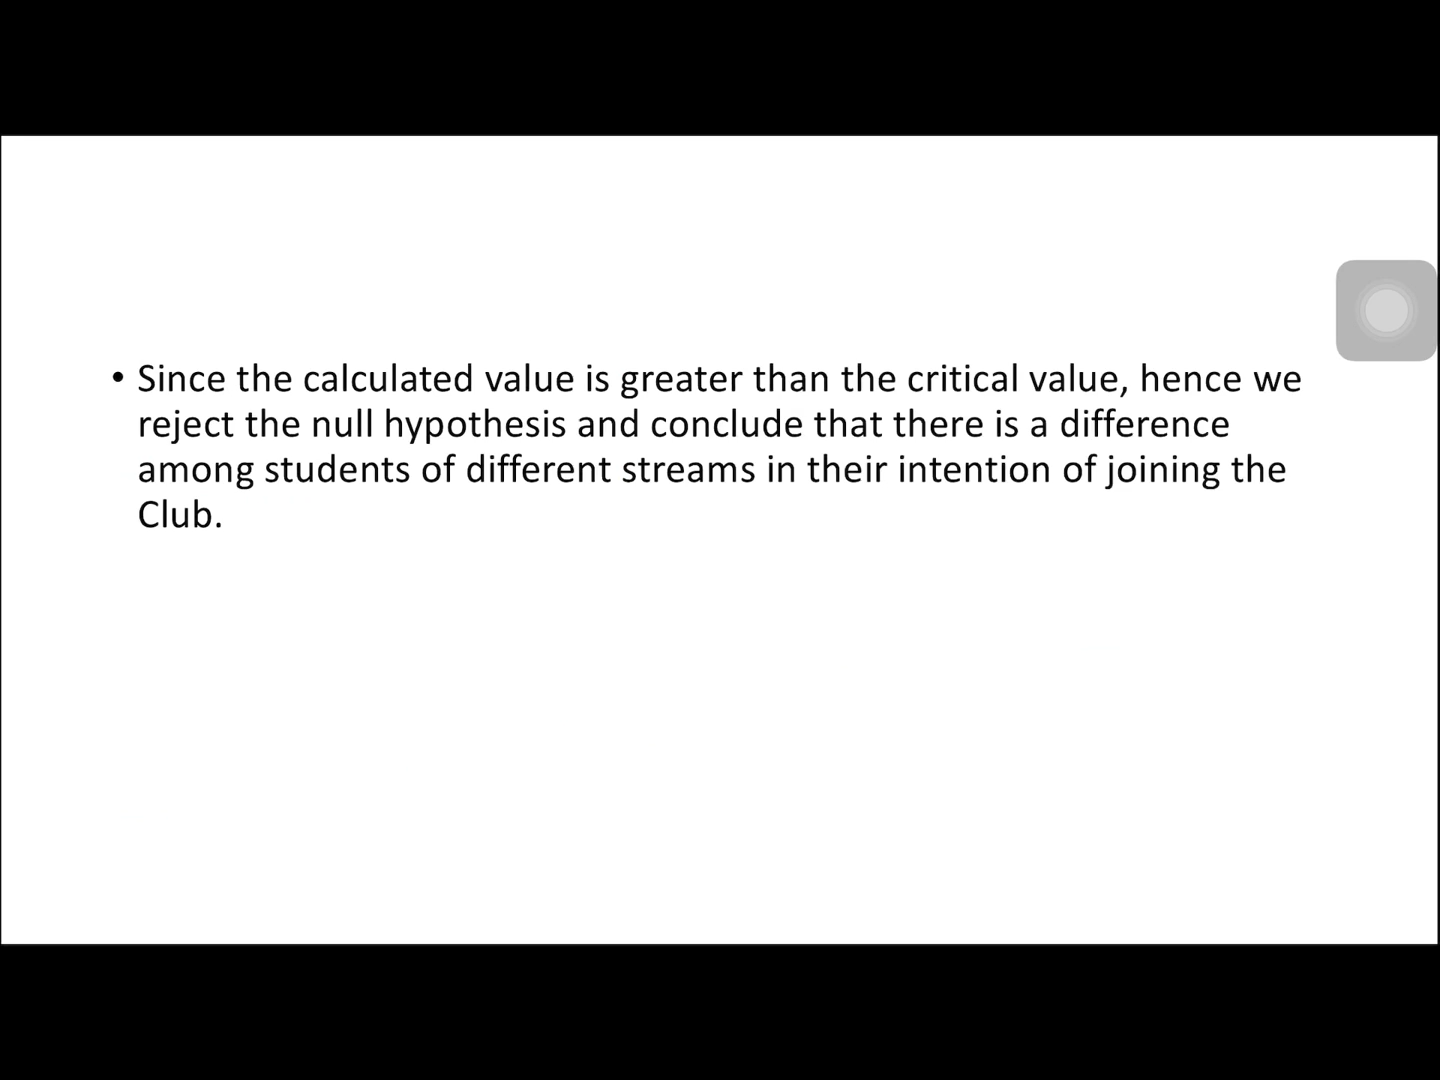 • Since the calculated value is greater than the critical value, hence we
reject the null hypothesis and conclude that there is a difference
among students of different streams in their intention of joining the
Club.